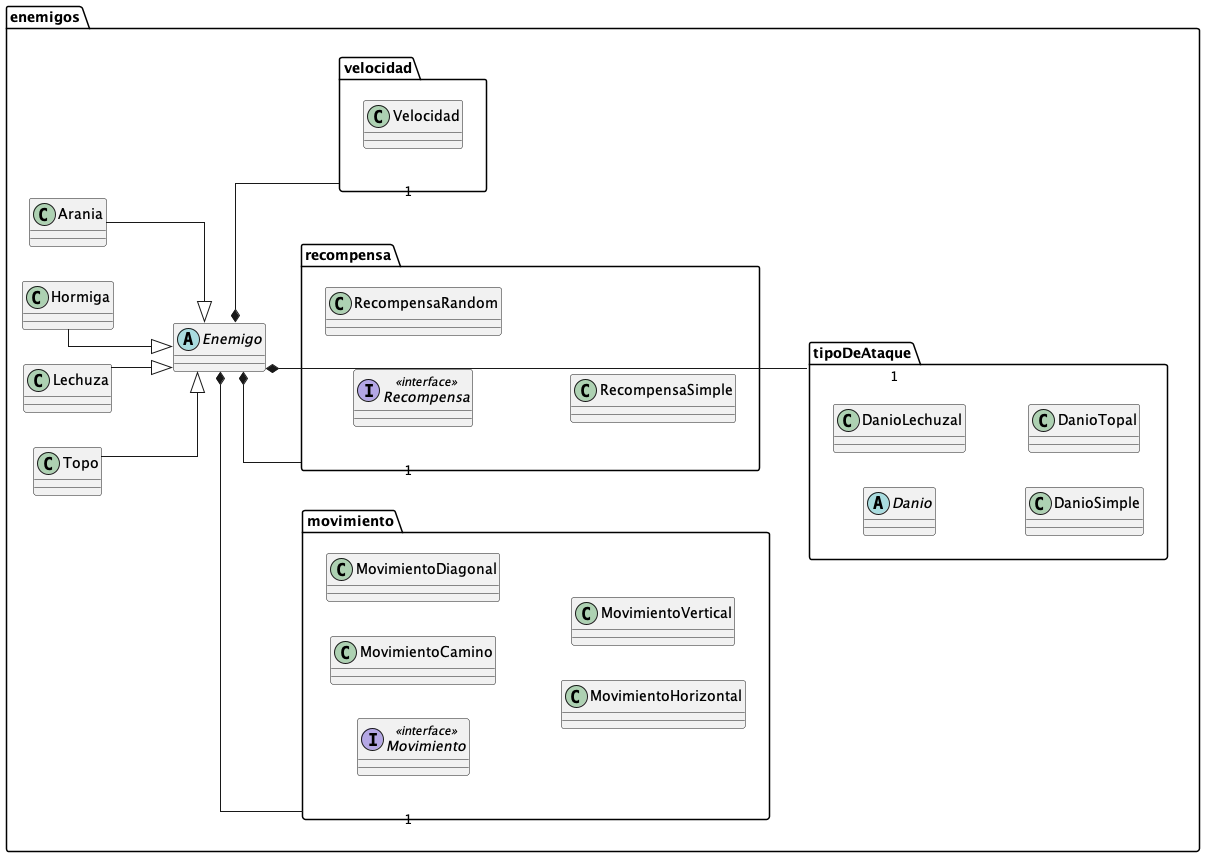 enemigos
velocidad
C Velocidad
1
C Arania
recompensa
C RecompensaRandom
C Hormiga
A Enemigo
tipoDeAtaque
C Lechuza
«interface»
I Recompensa
C RecompensaSimple
1
C DanioLechuzal
C DanioTopal
C Topo
1
A Danio
C DanioSimple
movimiento
C MovimientoDiagonal
C MovimientoVertical
C MovimientoCamino
C MovimientoHorizontal
«interface»
I Movimiento
1